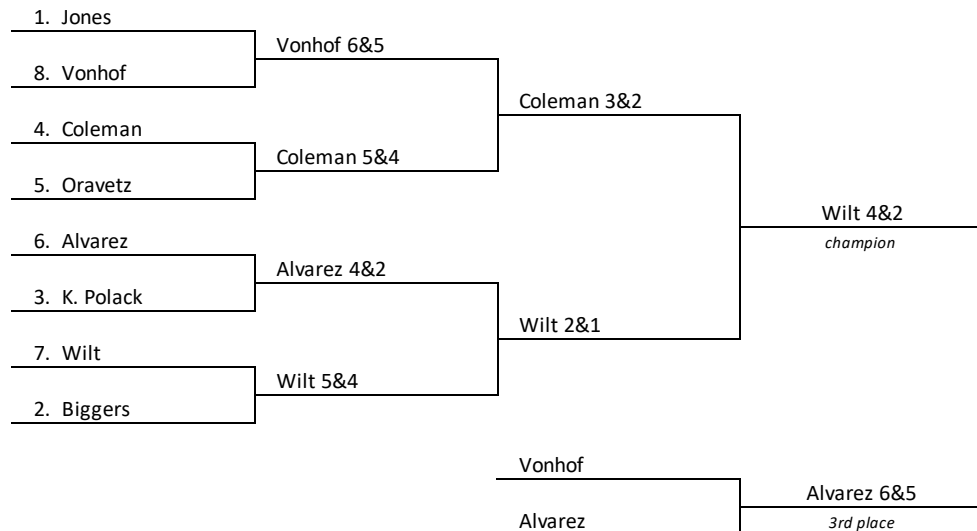 1. Jones
Vonhof 6&5
8. Vonhof
Coleman 3&2
4. Coleman
Coleman 5&4
5. Oravetz
Wilt 4&2
champion
6. Alvarez
Alvarez 4&2
3. K. Polack
Wilt 2&1
7. Wilt
Wilt 5&4
2. Biggers
Vonhof
Alvarez 6&5
Alvarez
3rd place